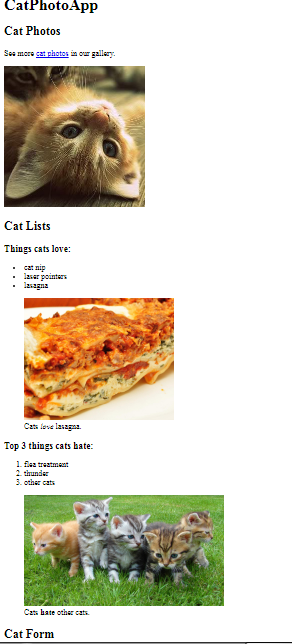 CatPhotoApp
Cat Photos
See more cat photos in our gallery.
Cat Lists
Things cats love:
• cat nip
• laser pointers
• lasagna
Cats love lasagna.
Top 3 things cats hate:
1. flea treatment
2. thunder
3. other cats
Cats hate other cats.
Cat Form